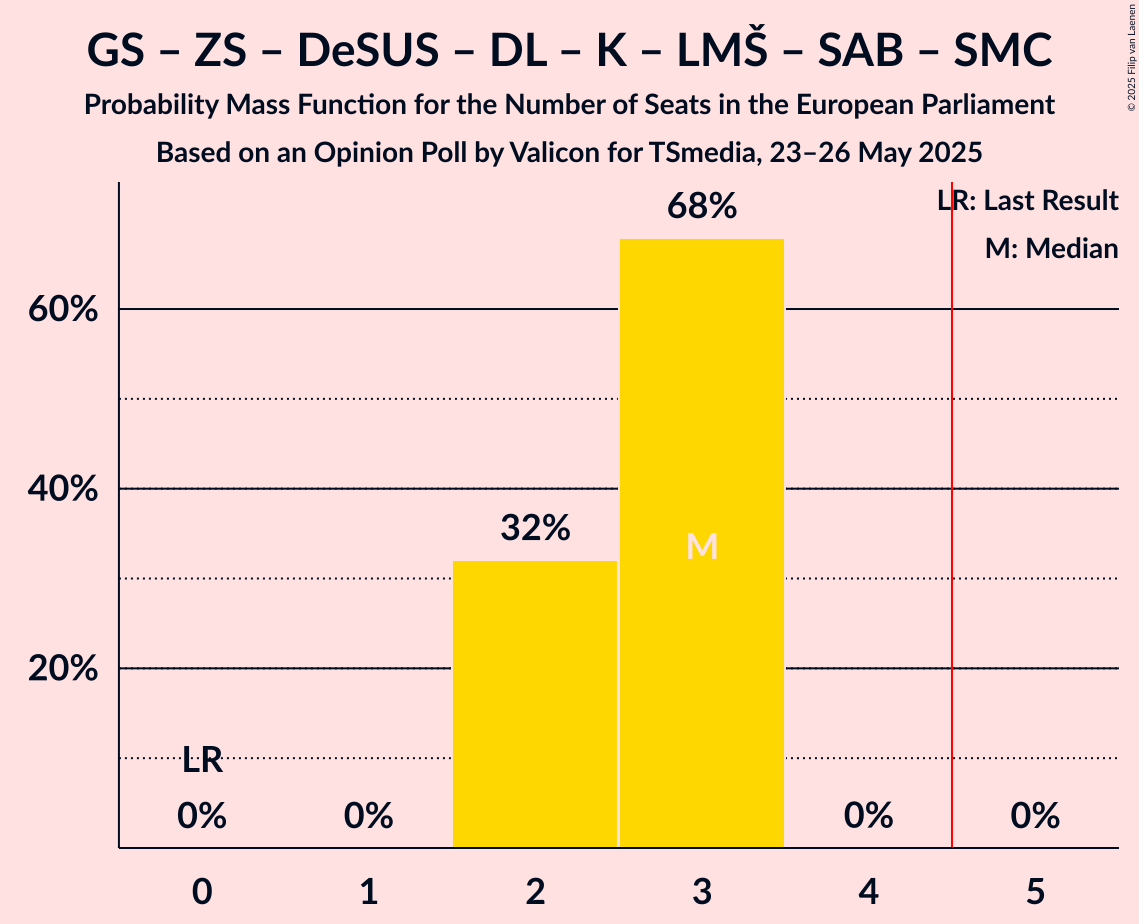 GS – ZS – DeSUS – DL – K – LMŠ – SAB – SMC
Probability Mass Function for the Number of Seats in the European Parliament
Based on an Opinion Poll by Valicon for TSmedia, 23–26 May 2025
© 2025 Filip van Laenen
LR: Last Result
M: Median
68%
60%
40%
32%
M
20%
LR
0%
0%
0%
0%
0
1
2
3
4
5